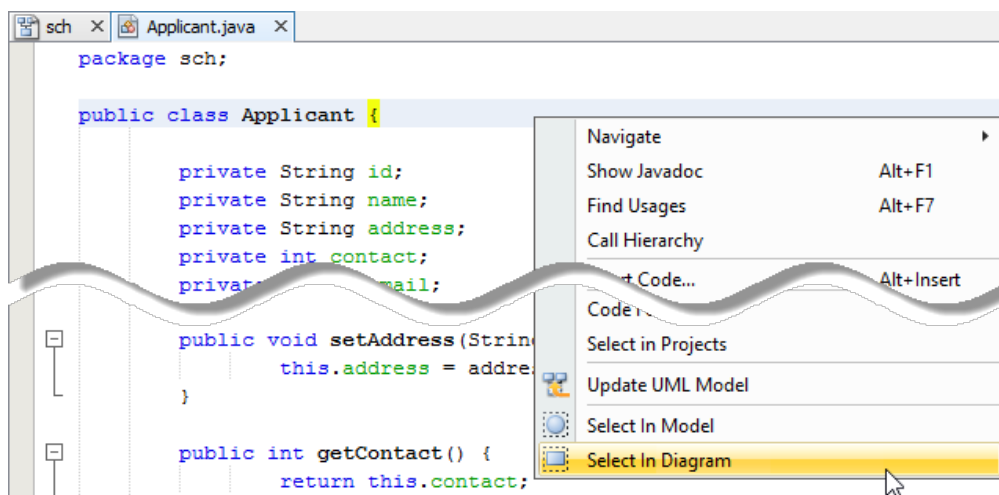 sch Applicant.java
package sch;
public class Applicant {
private String id;
private String name;
private String address;
private int contact;
mail;
public void setAddress(Strin
this.address = addre
}
public int getContact() {
return this.contact;
Navigate
Show Javadoc Alt+F1
Find Usages Alt+F7
Call Hierarchy
Code... Alt+Insert
Select in Projects
Update UML Model
Select In Model
Select In Diagram